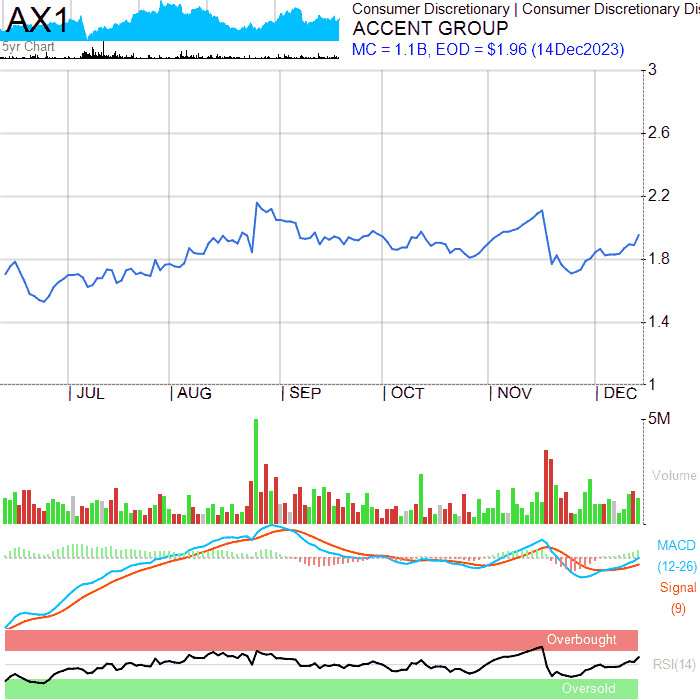 AX1
5yr Chart
Consumer Discretionary | Consumer Discretionary Dis
ACCENT GROUP
MC = 1.1B, EOD = $1.96 (14Dec2023)
3
2.6
2.2
1.8
1.4
1
| JUL | AUG | SEP | OCT | NOV | DEC
5M
Volume
MACD
(12-26)
Signal
(9)
Overbought
RSI(14)
Oversold